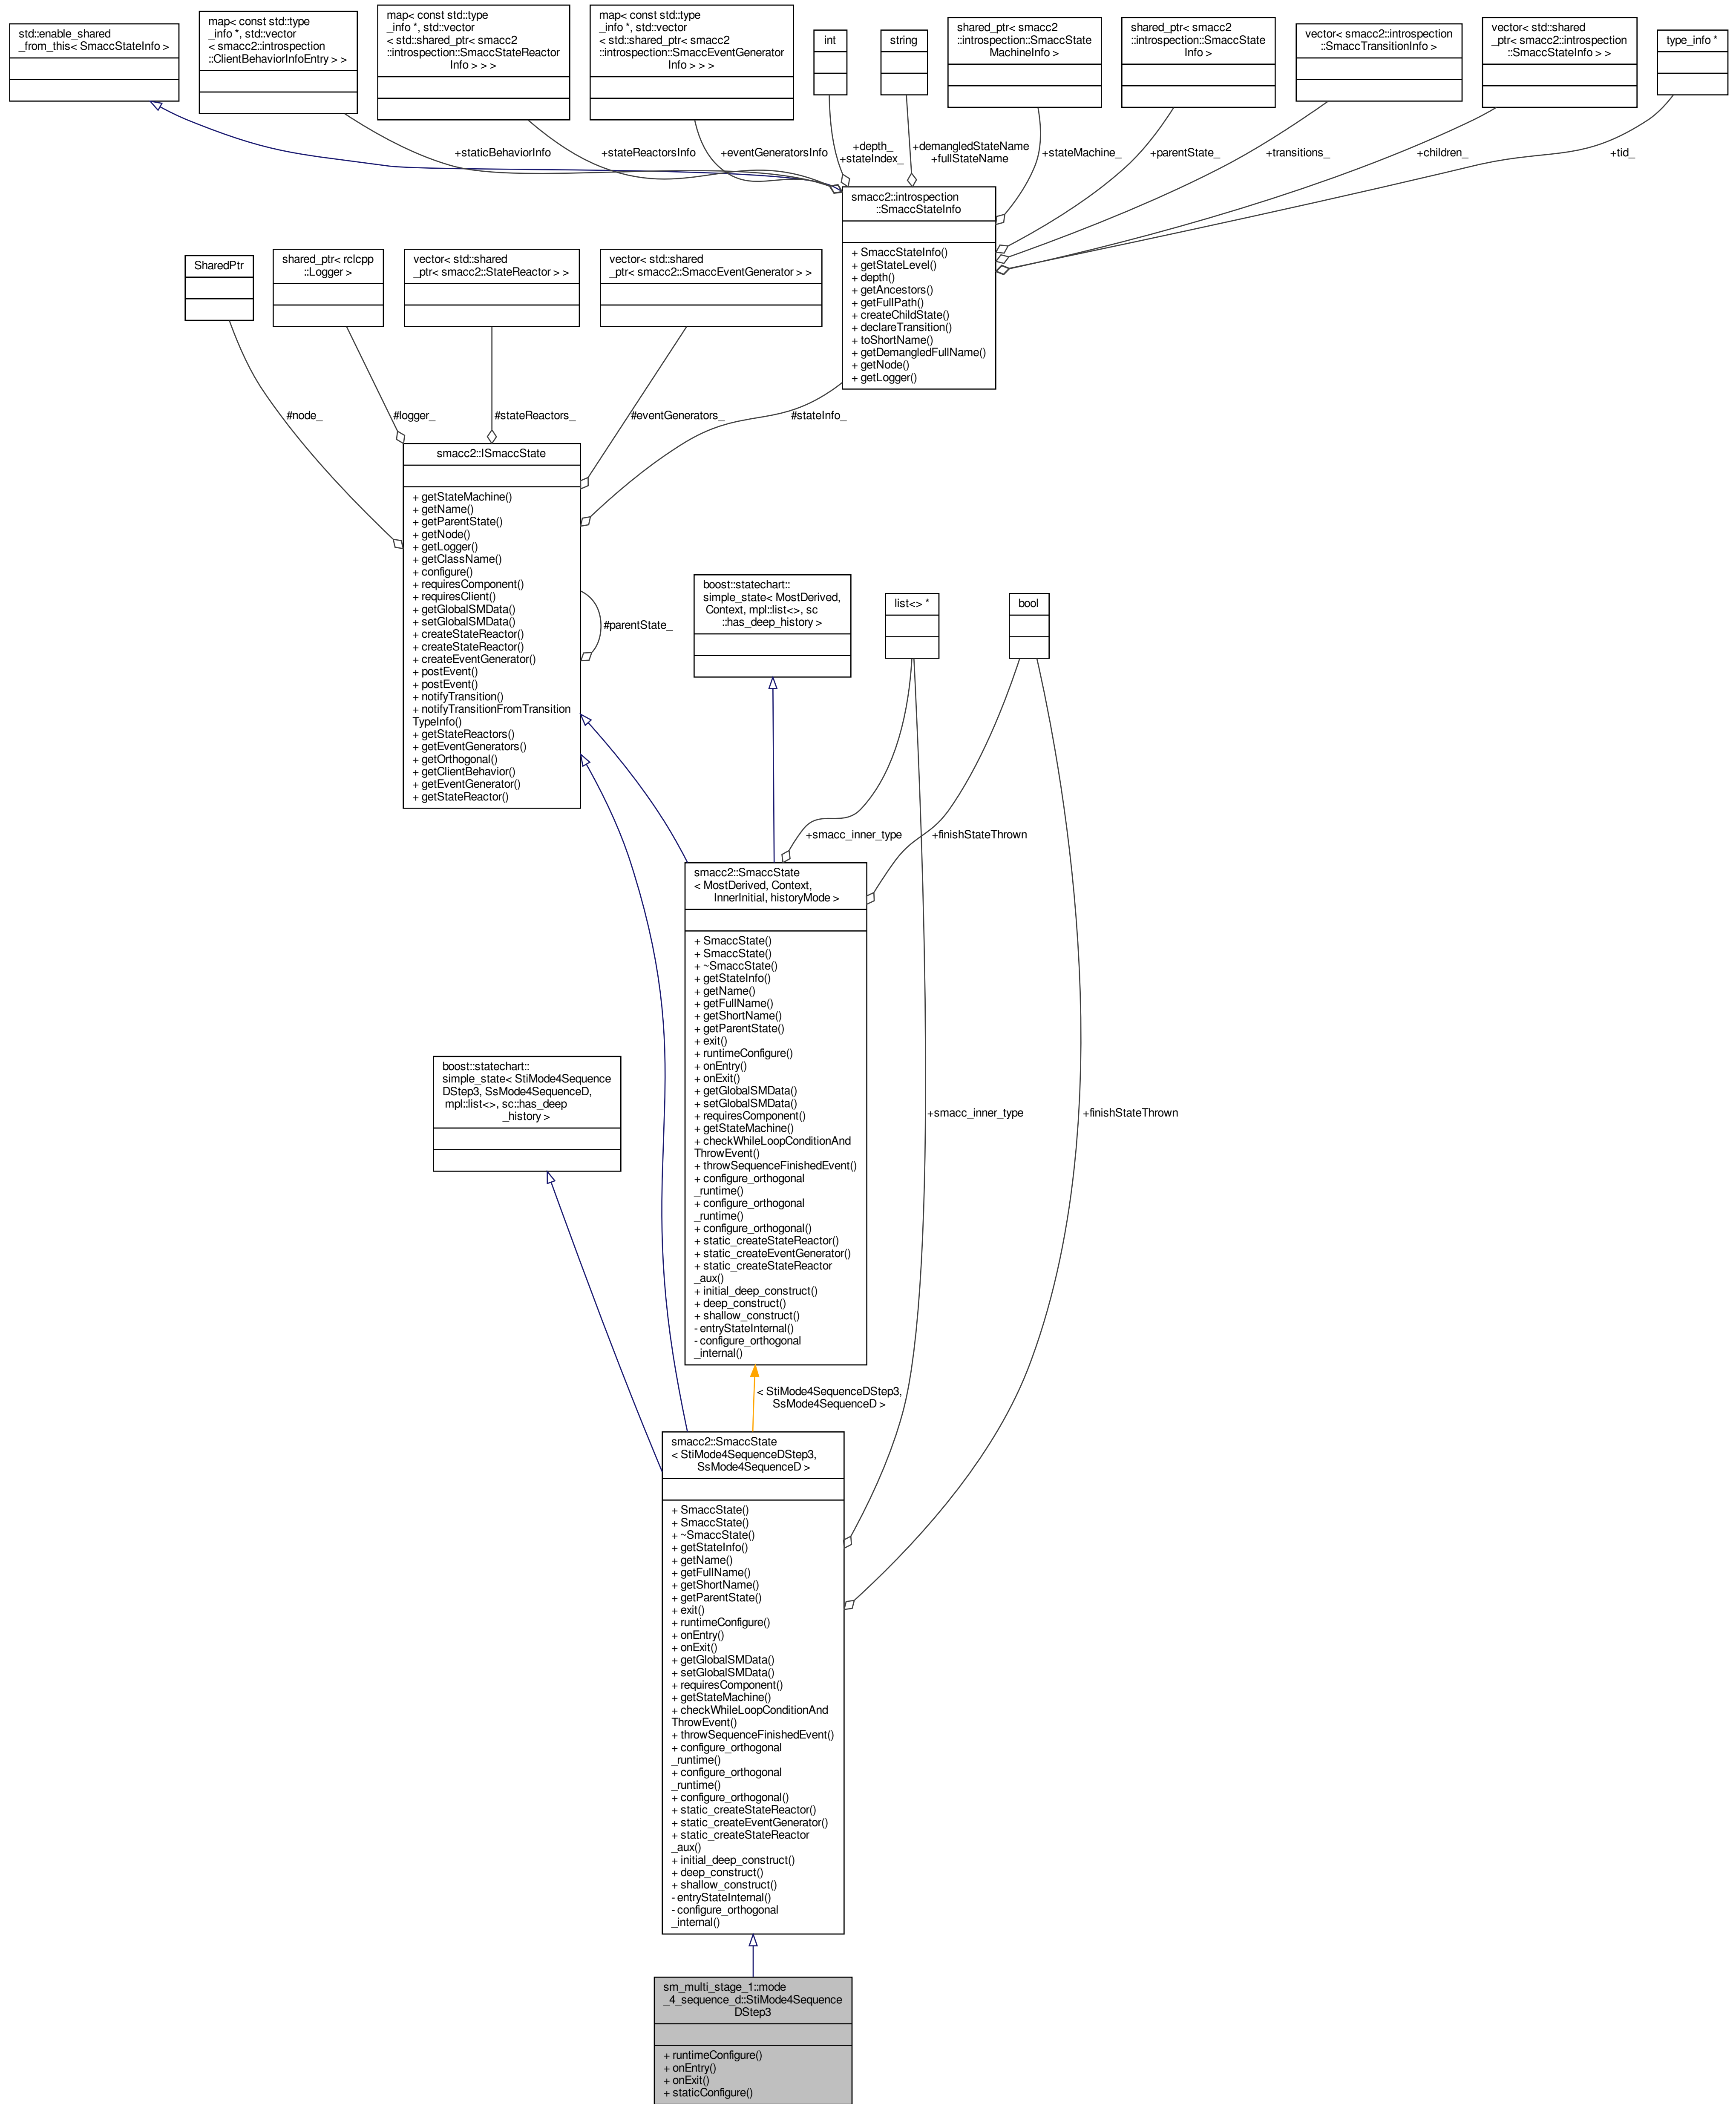 std::enable_shared
_from_this< SmaccStateInfo >
map< const std::type
_info *, std::vector
< smacc2::introspection
::ClientBehaviorInfoEntry > >
map< const std::type
_info *, std::vector
< std::shared_ptr< smacc2
::introspection::SmaccStateReactor
Info > > >
map< const std::type
_info *, std::vector
< std::shared_ptr< smacc2
::introspection::SmaccEventGenerator
Info > > >
int
string
shared_ptr< smacc2
::introspection::SmaccState
MachineInfo >
shared_ptr< smacc2
::introspection::SmaccState
Info >
vector< smacc2::introspection
::SmaccTransitionInfo >
vector< std::shared
_ptr< smacc2::introspection
::SmaccStateInfo > >
type_info *
+staticBehaviorInfo
+stateReactorsInfo
+eventGeneratorsInfo
+depth_
+stateIndex_
+demangledStateName
+fullStateName
+stateMachine_
+parentState_
+transitions_
+children_
+tid_
smacc2::introspection
::SmaccStateInfo
+ SmaccStateInfo()
+ getStateLevel()
+ depth()
+ getAncestors()
+ getFullPath()
+ createChildState()
+ declareTransition()
+ toShortName()
+ getDemangledFullName()
+ getNode()
+ getLogger()
SharedPtr
shared_ptr< rclcpp
::Logger >
vector< std::shared
_ptr< smacc2::StateReactor > >
vector< std::shared
_ptr< smacc2::SmaccEventGenerator > >
#node_
#logger_
#stateReactors_
#eventGenerators_
#stateInfo_
smacc2::ISmaccState
+ getStateMachine()
+ getName()
+ getParentState()
+ getNode()
+ getLogger()
+ getClassName()
+ configure()
+ requiresComponent()
+ requiresClient()
+ getGlobalSMData()
+ setGlobalSMData()
+ createStateReactor()
+ createStateReactor()
+ createEventGenerator()
+ postEvent()
+ postEvent()
+ notifyTransition()
+ notifyTransitionFromTransition
TypeInfo()
+ getStateReactors()
+ getEventGenerators()
+ getOrthogonal()
+ getClientBehavior()
+ getEventGenerator()
+ getStateReactor()
#parentState_
boost::statechart::
simple_state< MostDerived,
Context, mpl::list<>, sc
::has_deep_history >
list<> *
bool
+smacc_inner_type
+finishStateThrown
smacc2::SmaccState
< MostDerived, Context,
InnerInitial, historyMode >
+ SmaccState()
+ SmaccState()
+ ~SmaccState()
+ getStateInfo()
+ getName()
+ getFullName()
+ getShortName()
+ getParentState()
+ exit()
+ runtimeConfigure()
+ onEntry()
+ onExit()
+ getGlobalSMData()
+ setGlobalSMData()
+ requiresComponent()
+ getStateMachine()
+ checkWhileLoopConditionAnd
ThrowEvent()
+ throwSequenceFinishedEvent()
+ configure_orthogonal
_runtime()
+ configure_orthogonal
_runtime()
+ configure_orthogonal()
+ static_createStateReactor()
+ static_createEventGenerator()
+ static_createStateReactor
_aux()
+ initial_deep_construct()
+ deep_construct()
+ shallow_construct()
- entryStateInternal()
- configure_orthogonal
_internal()
boost::statechart::
simple_state< StiMode4Sequence
DStep3, SsMode4SequenceD,
mpl::list<>, sc::has_deep
_history >
+smacc_inner_type
+finishStateThrown
< StiMode4SequenceDStep3,
SsMode4SequenceD >
smacc2::SmaccState
< StiMode4SequenceDStep3,
SsMode4SequenceD >
+ SmaccState()
+ SmaccState()
+ ~SmaccState()
+ getStateInfo()
+ getName()
+ getFullName()
+ getShortName()
+ getParentState()
+ exit()
+ runtimeConfigure()
+ onEntry()
+ onExit()
+ getGlobalSMData()
+ setGlobalSMData()
+ requiresComponent()
+ getStateMachine()
+ checkWhileLoopConditionAnd
ThrowEvent()
+ throwSequenceFinishedEvent()
+ configure_orthogonal
_runtime()
+ configure_orthogonal
_runtime()
+ configure_orthogonal()
+ static_createStateReactor()
+ static_createEventGenerator()
+ static_createStateReactor
_aux()
+ initial_deep_construct()
+ deep_construct()
+ shallow_construct()
- entryStateInternal()
- configure_orthogonal
_internal()
sm_multi_stage_1::mode
_4_sequence_d::StiMode4Sequence
DStep3
+ runtimeConfigure()
+ onEntry()
+ onExit()
+ staticConfigure()